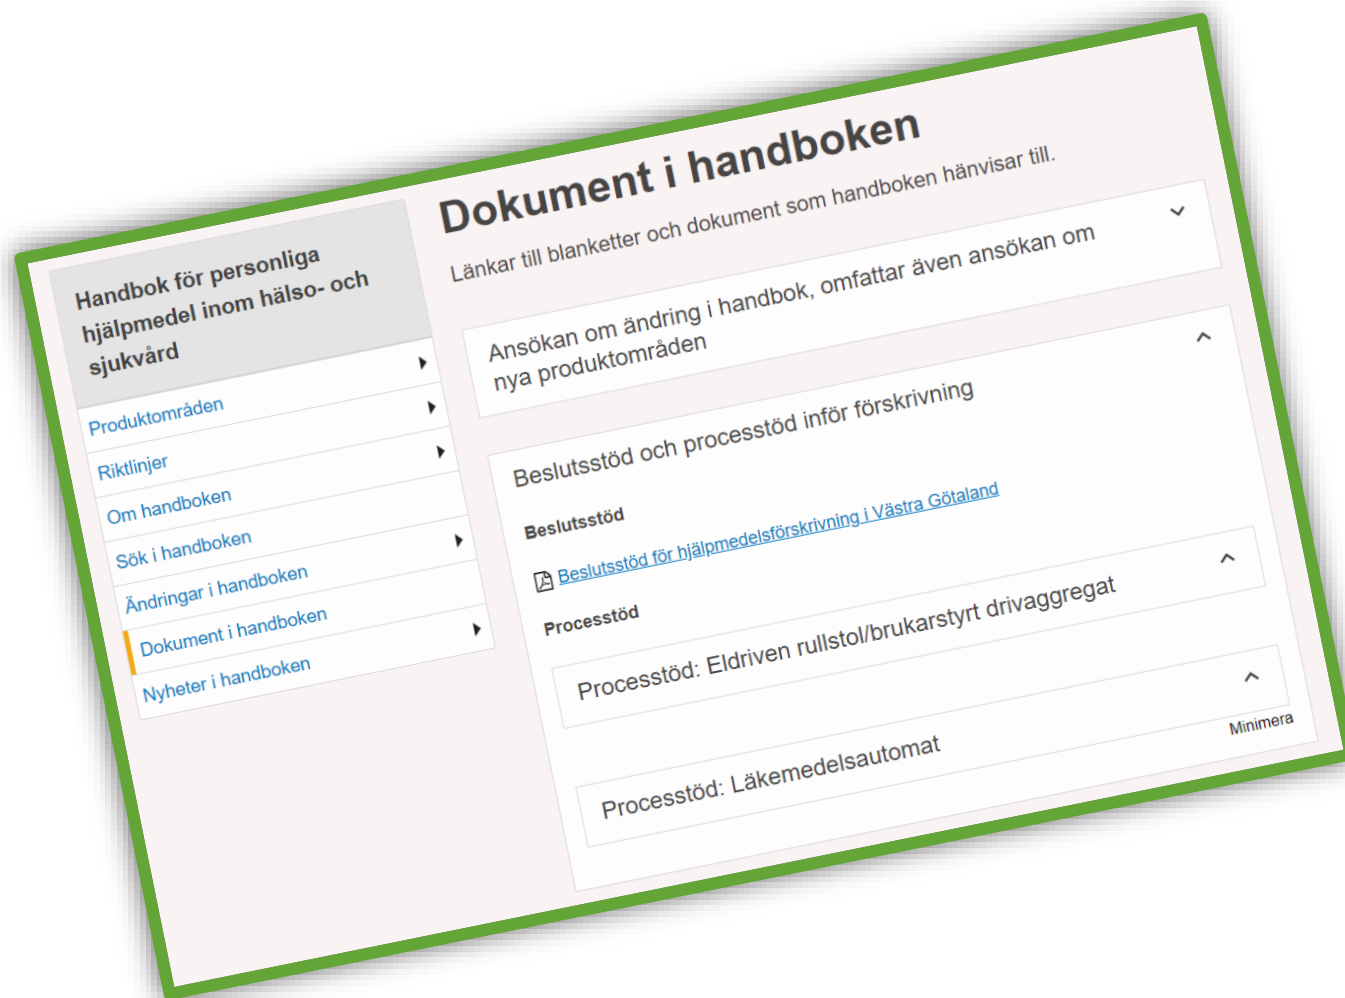 Handbok för personliga
hjälpmedel inom hälso- och
sjukvård
Produktområden
Riktlinjer
Om handboken
Sök i handboken
Ändringar i handboken
Dokument i handboken
Nyheter i handboken
Dokument i handboken
Länkar till blanketter och dokument som handboken hänvisar till.
Ansökan om ändring i handbok, omfattar även ansökan om
nya produktområden
Beslutsstöd och processtöd inför förskrivning
Beslutsstöd
Beslutsstöd för hjälpmedelsförskrivning i Västra Götaland
Processtöd
Processtöd: Eldriven rullstol/brukarstyrt drivaggregat
Processtöd: Läkemedelsautomat
Minimera